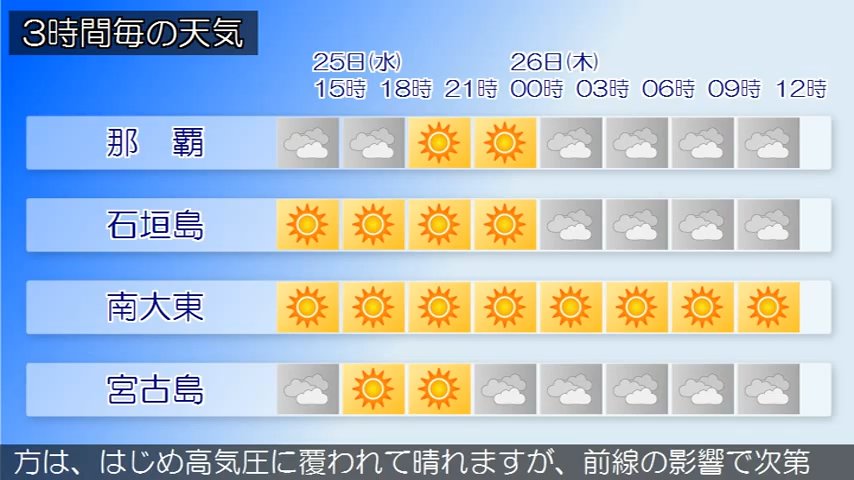 3時間毎の天気
25日(水) 26日(木)
15時 18時 21時 00時 03時 06時 09時 12時
那 覇
石垣島
南大東
宮古島
方は、はじめ高気圧に覆われて晴れますが、前線の影響で次第